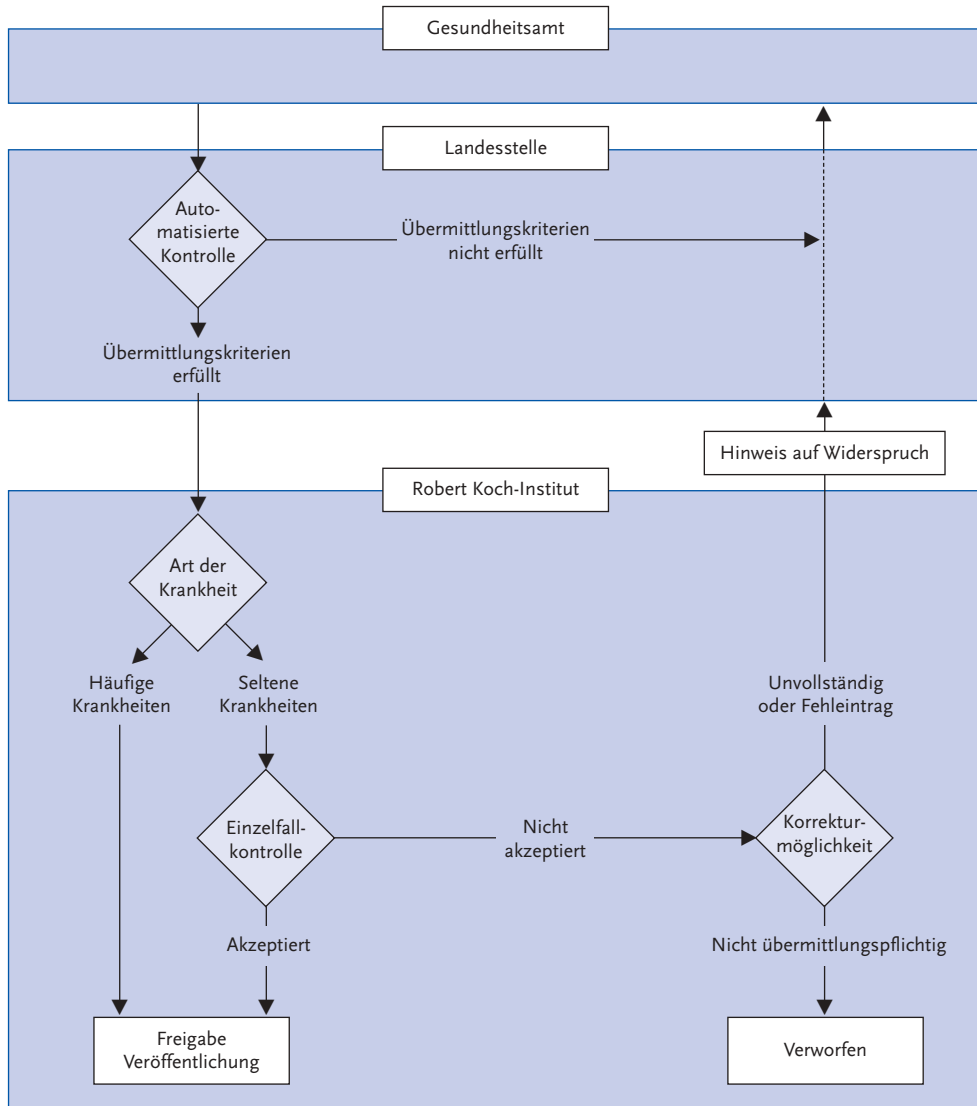 Gesundheitsamt
Landesstelle
Auto-
matisierte
Kontrolle
Übermittlungskriterien
nicht erfüllt
Übermittlungskriterien
erfüllt
Hinweis auf Widerspruch
Robert Koch-Institut
Art der
Krankheit
Häufige
Krankheiten
Seltene
Krankheiten
Unvollständig
oder Fehleintrag
Einzelfall-
kontrolle
Nicht
akzeptiert
Korrektur-
möglichkeit
Akzeptiert
Nicht übermittlungspflichtig
Freigabe
Veröffentlichung
Verworfen